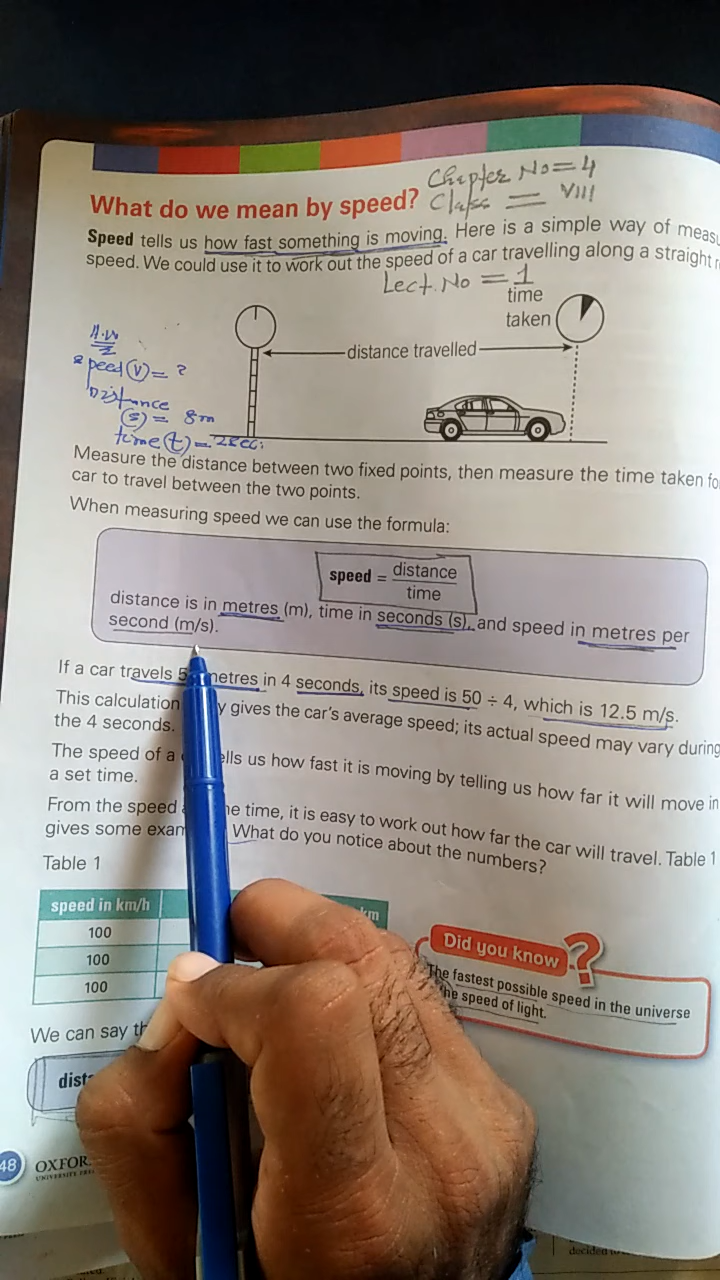 Chepter No = 4
What do we mean by speed? Class = VIII
Speed tells us how fast something is moving. Here is a simple way of
speed. We could use it to work out the speed of a car travelling along a straight
Lect. No = 1
time
taken
distance travelled
H.W
speed (v) = ?
Distance
(s) = 8m
time (t) = 2sec.
Measure the distance between two fixed points, then measure the time taken
car to travel between the two points.
When measuring speed we can use the formula:
speed = distance
time
distance is in metres (m), time in seconds (s), and speed in metres per
second (m/s).
If a car travels metres in 4 seconds, its speed is 50 ÷ 4, which is 12.5 m/s.
This calculation gives the car's average speed; its actual speed may vary during
the 4 seconds.
The speed of a us how fast it is moving by telling us how far it will move in
a set time.
From the speed time, it is easy to work out how far the car will travel. Table 1
gives some What do you notice about the numbers?
Table 1
speed in km/h km
100
100
100
Did you know ?
The fastest possible speed in the universe
the speed of light.
We can say
48 OXFOR
UNIVERSITY
decided